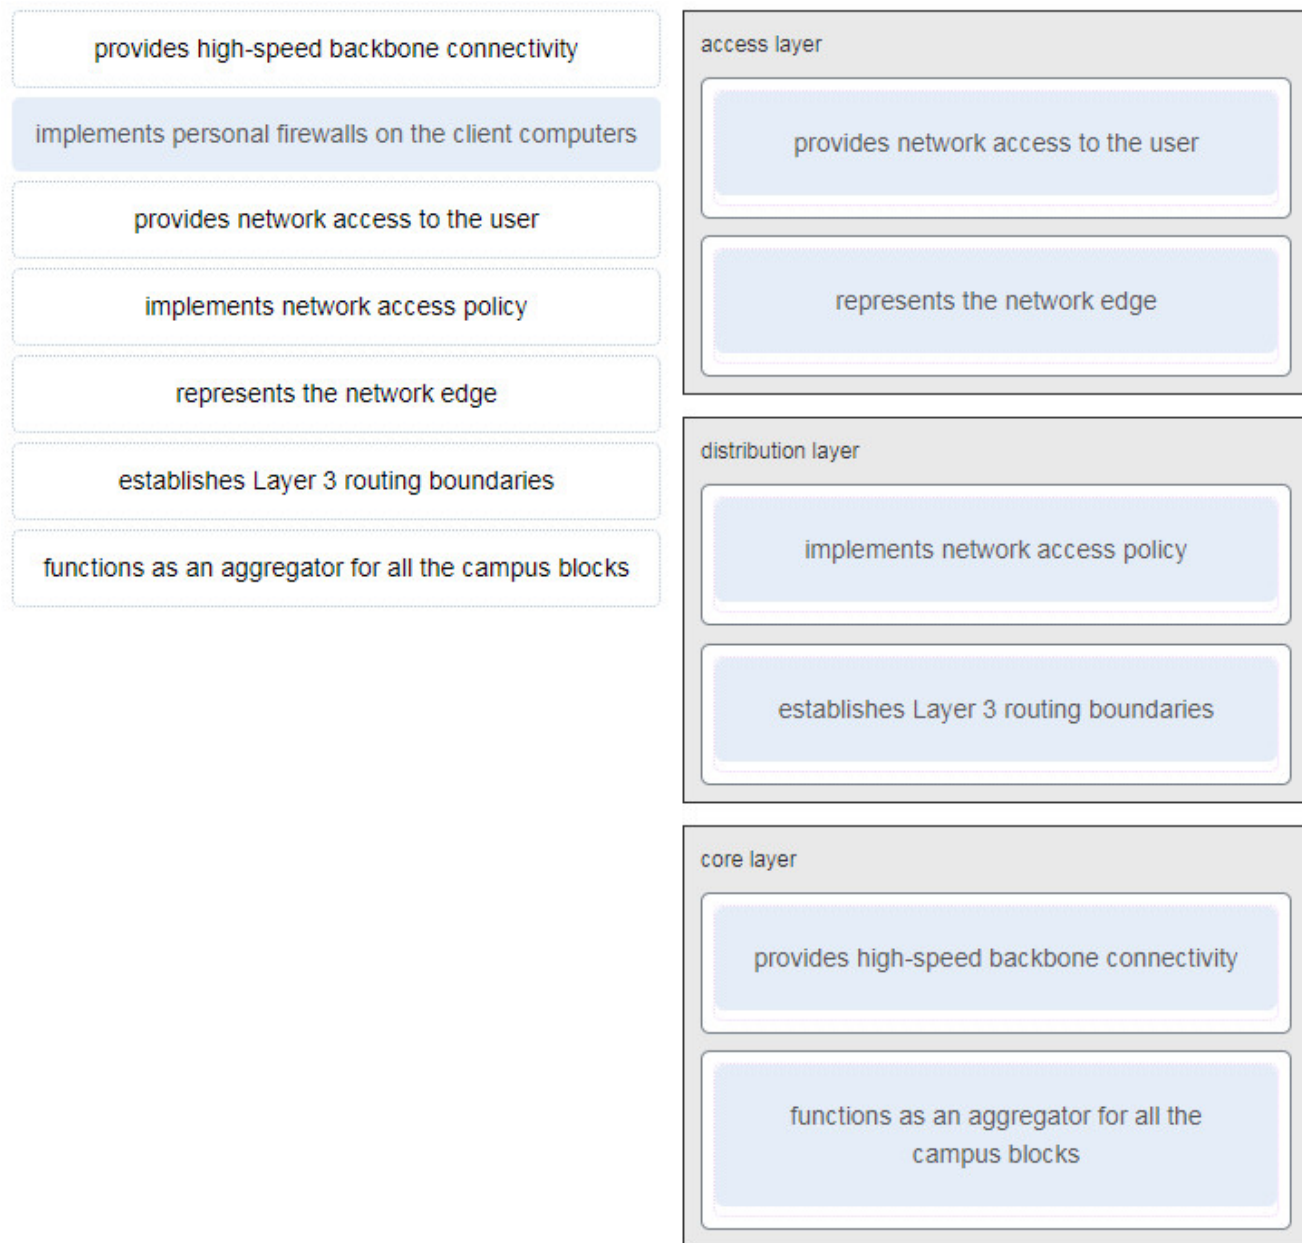 provides high-speed backbone connectivity
implements personal firewalls on the client computers
provides network access to the user
implements network access policy
represents the network edge
establishes Layer 3 routing boundaries
functions as an aggregator for all the campus blocks
access layer
provides network access to the user
represents the network edge
distribution layer
implements network access policy
establishes Layer 3 routing boundaries
core layer
provides high-speed backbone connectivity
functions as an aggregator for all the
campus blocks